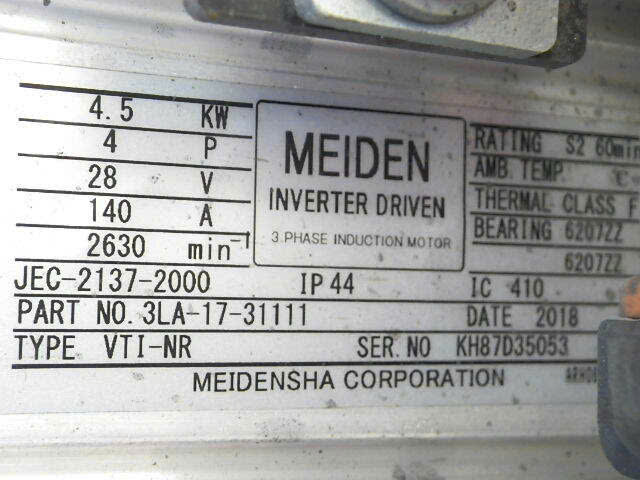 4.5 KW
4 P
28 V
140 A
2630 min-1
MEIDEN
INVERTER DRIVEN
3 PHASE INDUCTION MOTOR
RATING S2 60min
AMB. TEMP. ℃
THERMAL CLASS F
BEARING 6207ZZ
6207ZZ
JEC-2137-2000 IP 44 IC 410
PART NO. 3LA-17-31111 DATE 2018
TYPE VTI-NR SER. NO KH87D35053
MEIDENSHA CORPORATION